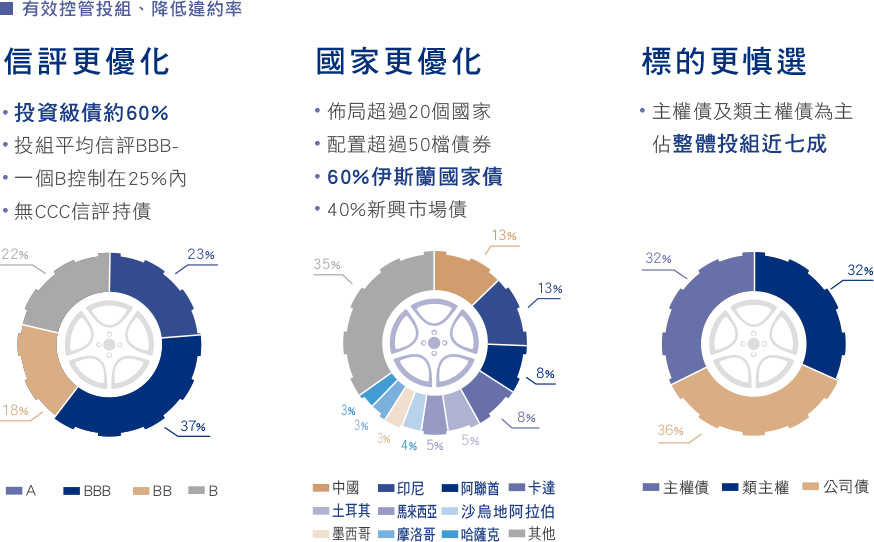 有效控管投組、降低違約率
信評更優化
• 投資級債約60%
• 投組平均信評BBB-
• 一個B控制在25%內
• 無CCC信評持債
22%
23%
18%
37%
A BBB BB B
國家更優化
• 佈局超過20個國家
• 配置超過50檔債券
• 60%伊斯蘭國家債
• 40%新興市場債
13%
35%
13%
8%
8%
3%
3%
3%
4%
5%
5%
中國 印尼 阿聯酋 卡達
土耳其 馬來西亞 沙烏地阿拉伯
墨西哥 摩洛哥 哈薩克 其他
標的更慎選
• 主權債及類主權債為主
佔整體投組近七成
32%
32%
36%
主權債 類主權 公司債